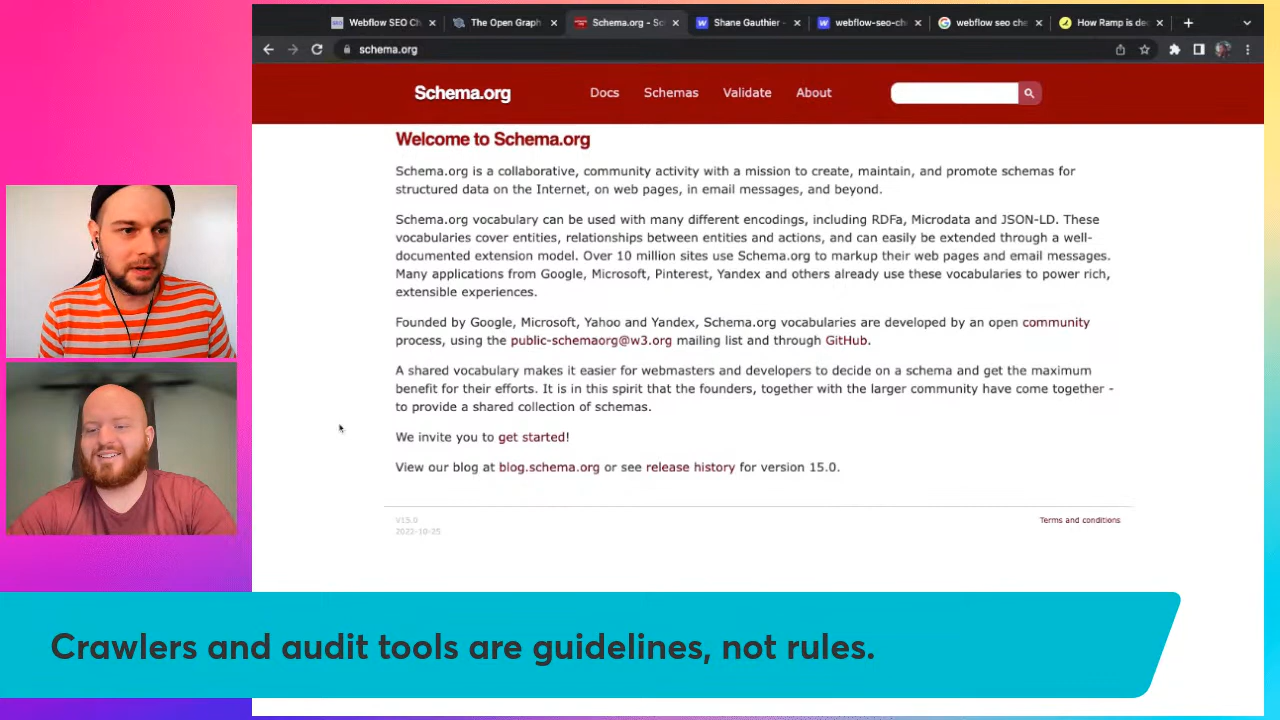 Webflow SEO Ch
The Open Graph
Schema.org - Sc
Shane Gauthier -
webflow-seo-ch
webflow seo che
How Ramp is de
schema.org
Schema.org
Docs
Schemas
Validate
About
Welcome to Schema.org
Schema.org is a collaborative, community activity with a mission to create, maintain, and promote schemas for
structured data on the Internet, on web pages, in email messages, and beyond.
Schema.org vocabulary can be used with many different encodings, including RDFa, Microdata and JSON-LD. These
vocabularies cover entities, relationships between entities and actions, and can easily be extended through a well-
documented extension model. Over 10 million sites use Schema.org to markup their web pages and email messages.
Many applications from Google, Microsoft, Pinterest, Yandex and others already use these vocabularies to power rich,
extensible experiences.
Founded by Google, Microsoft, Yahoo and Yandex, Schema.org vocabularies are developed by an open community
process, using the public-schemaorg@w3.org mailing list and through GitHub.
A shared vocabulary makes it easier for webmasters and developers to decide on a schema and get the maximum
benefit for their efforts. It is in this spirit that the founders, together with the larger community have come together -
to provide a shared collection of schemas.
We invite you to get started!
View our blog at blog.schema.org or see release history for version 15.0.
V15.0
2022-10-25
Terms and conditions
Crawlers and audit tools are guidelines, not rules.